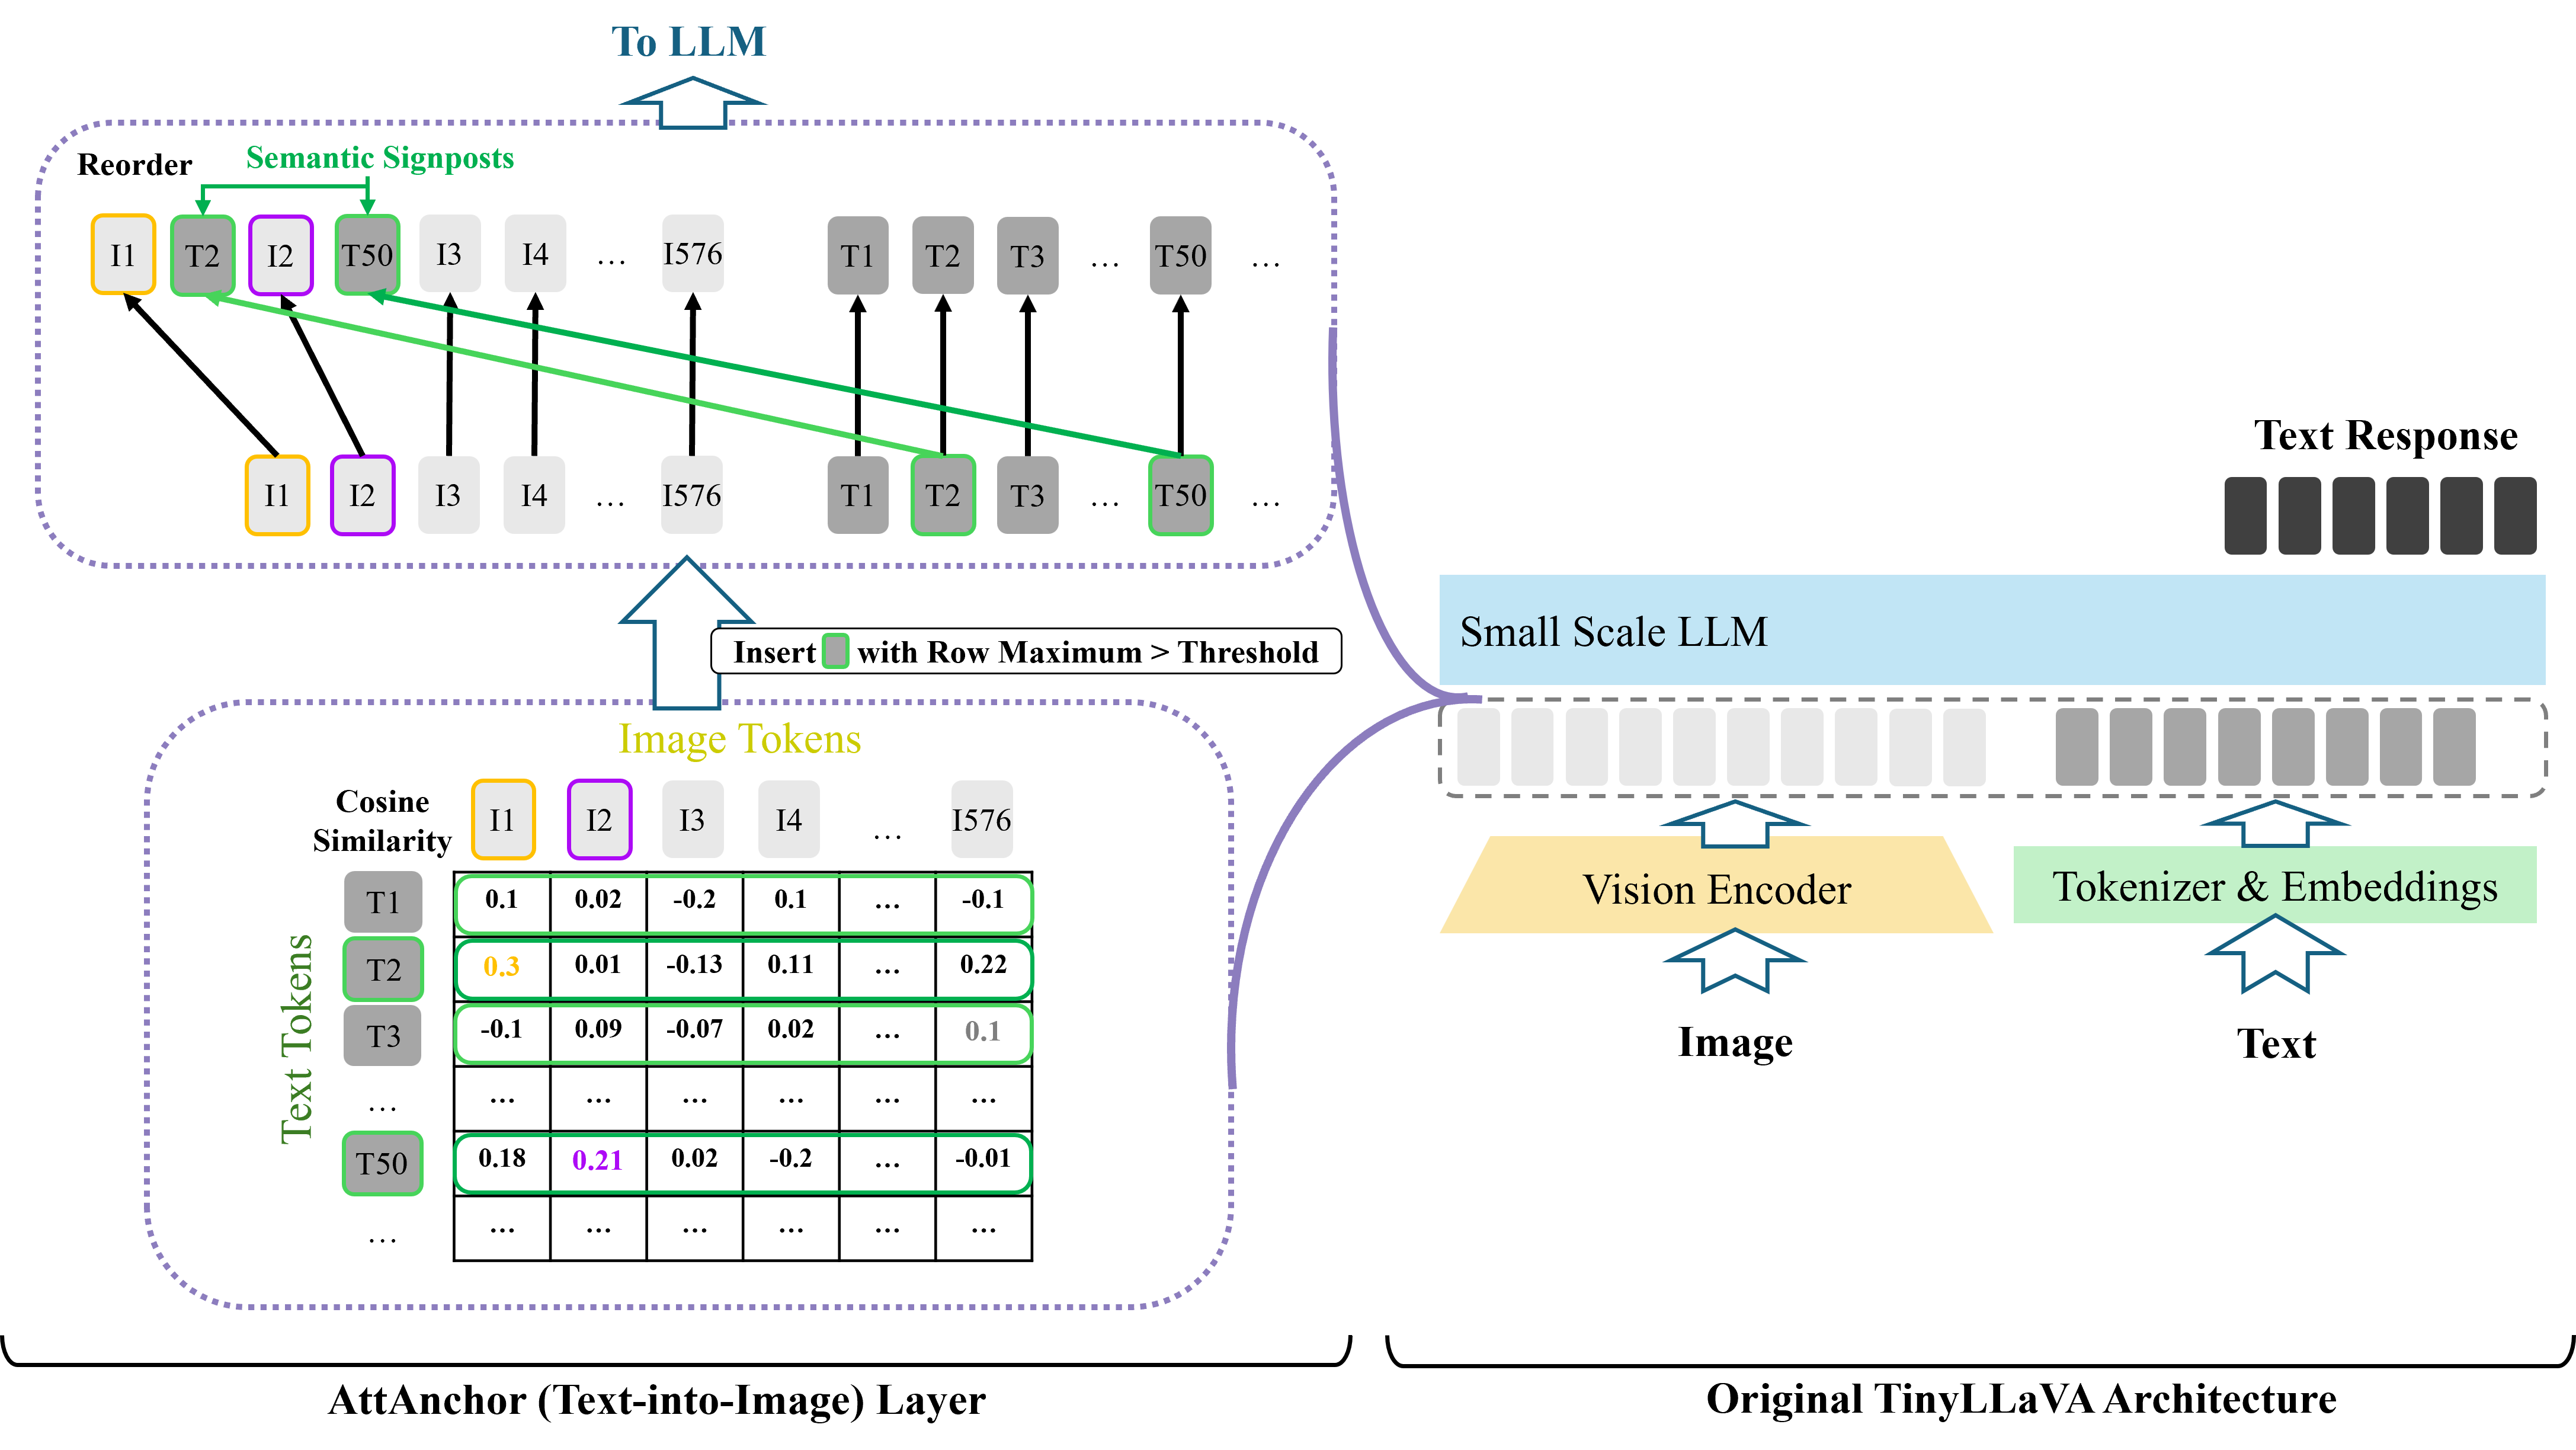 To LLM
Reorder
Semantic Signposts
I1 T2 I2 T50 I3 I4 … I576 T1 T2 T3 … T50 …
I1 I2 I3 I4 … I576 T1 T2 T3 … T50 …
Insert with Row Maximum > Threshold
Image Tokens
Cosine
Similarity
I1 I2 I3 I4 … I576
Text Tokens
T1 0.1 0.02 -0.2 0.1 … -0.1
T2 0.3 0.01 -0.13 0.11 … 0.22
T3 -0.1 0.09 -0.07 0.02 … 0.1
… … … … … … …
T50 0.18 0.21 0.02 -0.2 … -0.01
… … … … … … …
AttAnchor (Text-into-Image) Layer
Text Response
Small Scale LLM
Vision Encoder
Tokenizer & Embeddings
Image
Text
Original TinyLLaVA Architecture